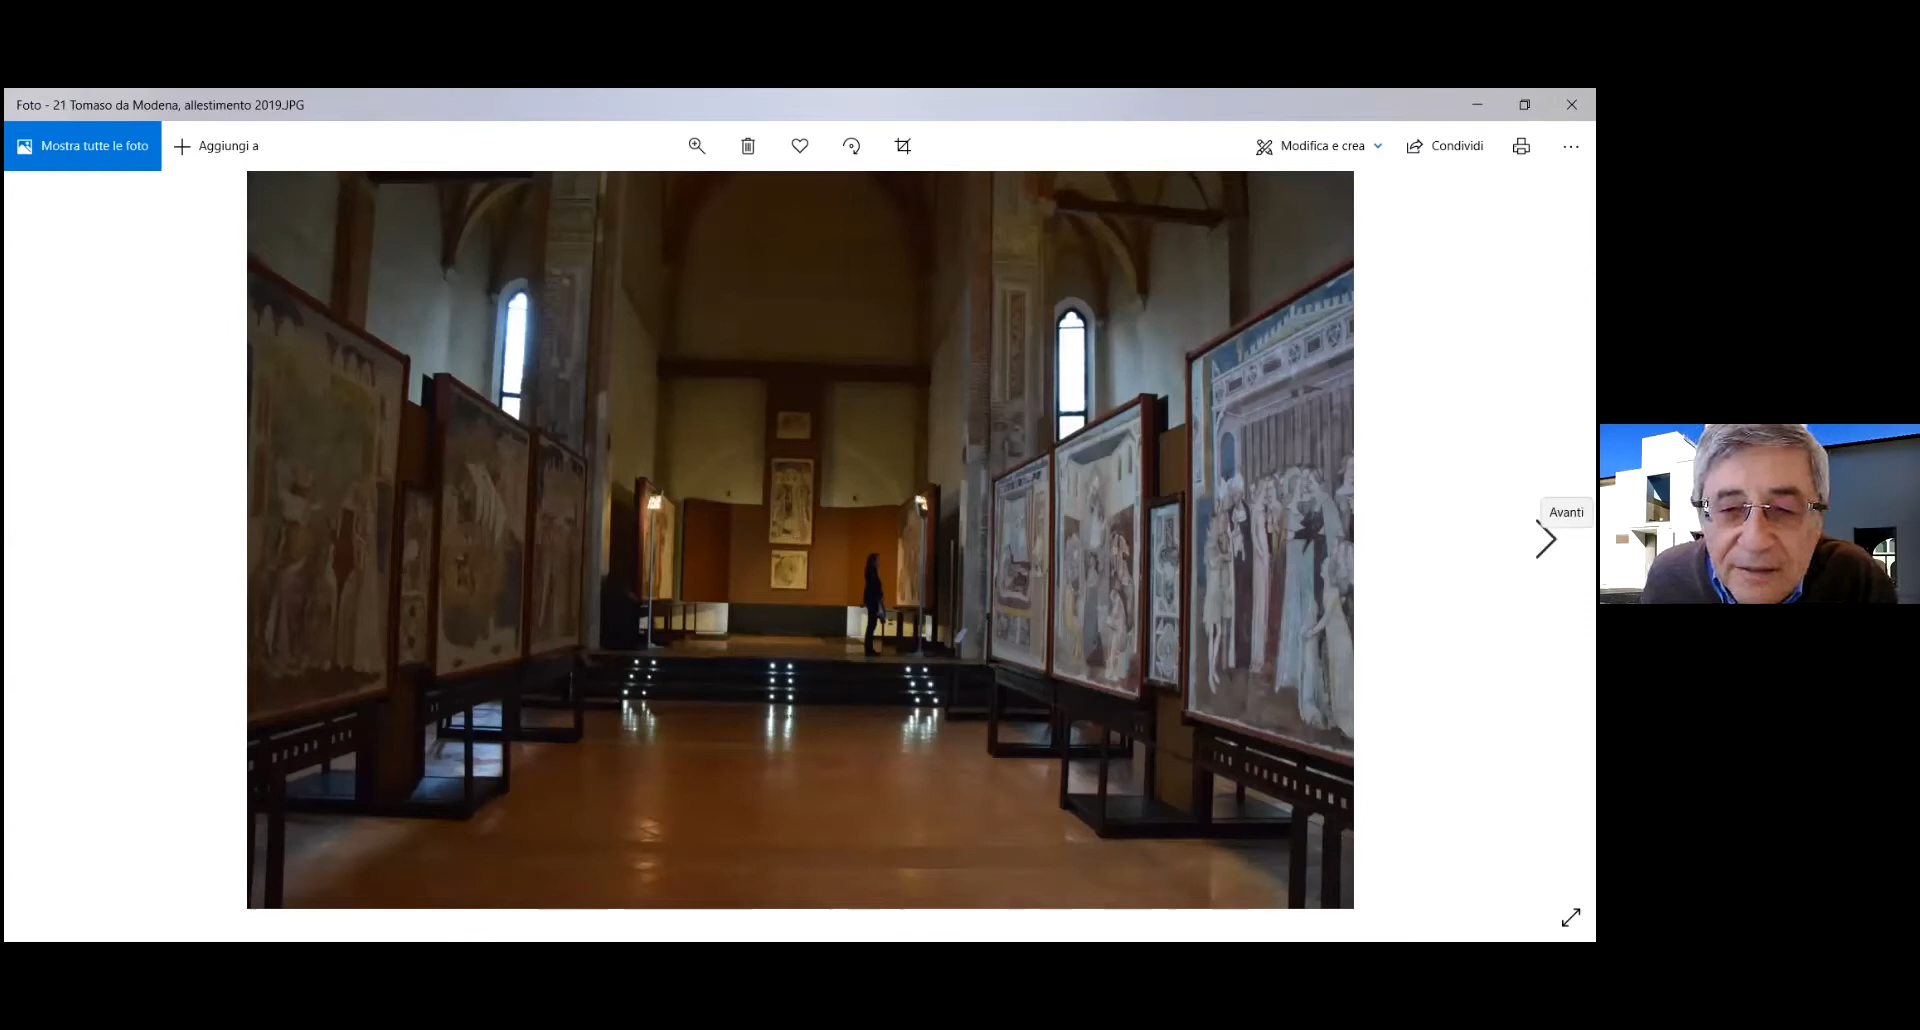 Foto - 21 Tomaso da Modena, allestimento 2019.JPG
Mostra tutte le foto
Aggiungi a
Modifica e crea
Condividi
Avanti